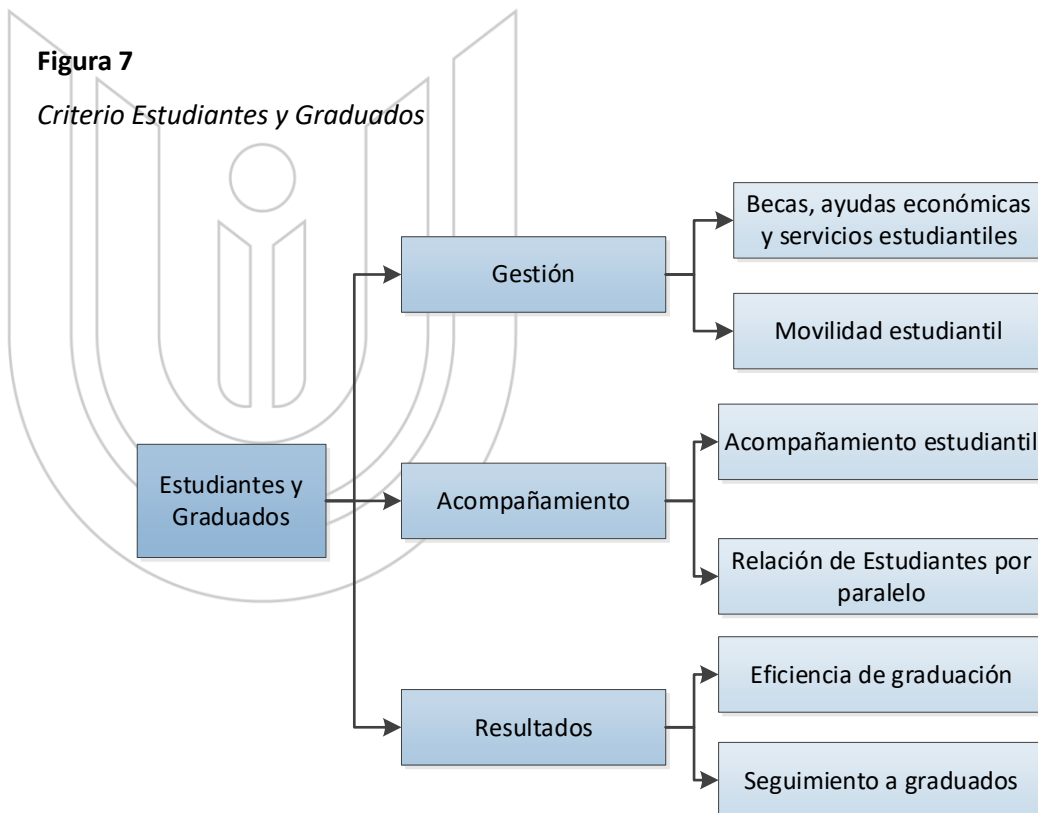 Figura 7
Criterio Estudiantes y Graduados
Becas, ayudas económicas
y servicios estudiantiles
Gestión
Movilidad estudiantil
Acompañamiento estudiantil
Estudiantes y
Graduados
Acompañamiento
Relación de Estudiantes por
paralelo
Eficiencia de graduación
Resultados
Seguimiento a graduados